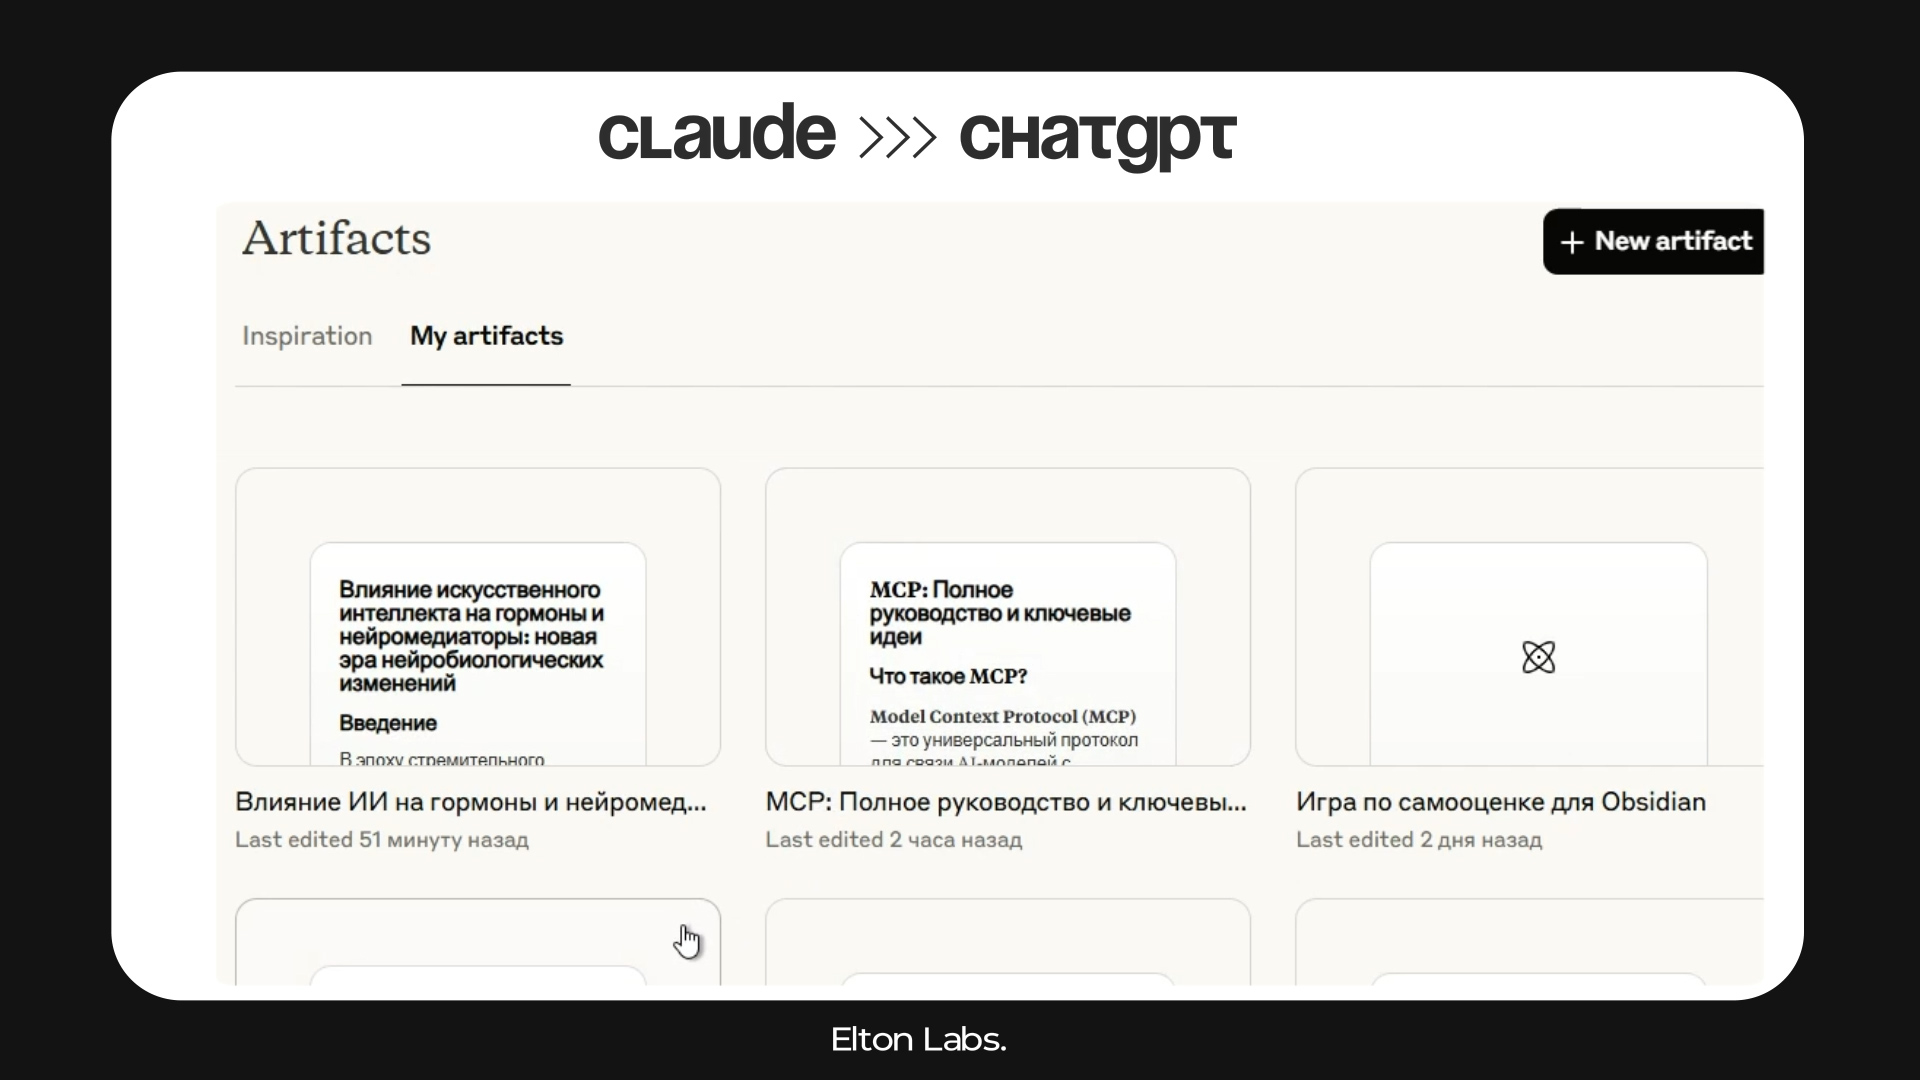 claude >>> chatgpt
Artifacts
+ New artifact
Inspiration
My artifacts
Влияние искусственного
интеллекта на гормоны и
нейромедиаторы: новая
эра нейробиологических
изменений
Введение
В эпоху стремительного
Влияние ИИ на гормоны и нейромед...
Last edited 51 минуту назад
MCP: Полное
руководство и ключевые
идеи
Что такое MCP?
Model Context Protocol (MCP)
— это универсальный протокол
для связи AI-моделей с
MCP: Полное руководство и ключевы...
Last edited 2 часа назад
Игра по самооценке для Obsidian
Last edited 2 дня назад
Elton Labs.